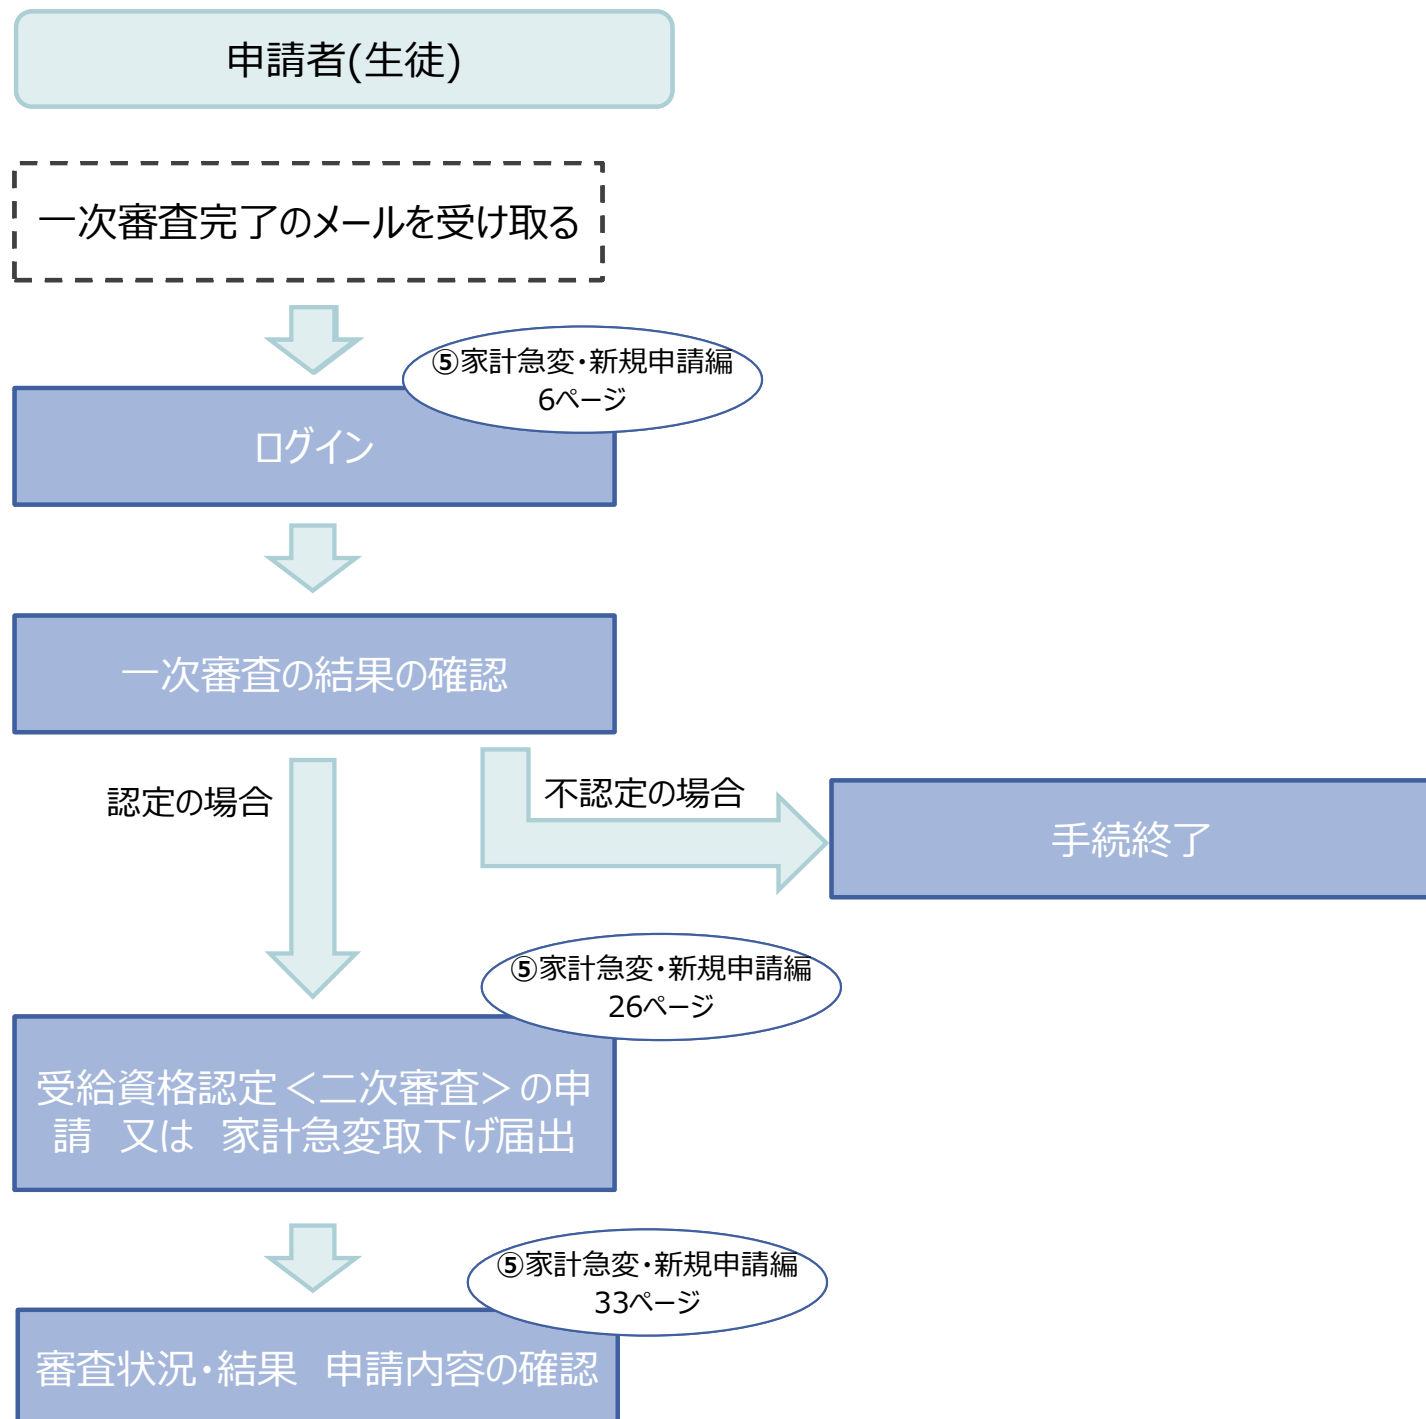 申請者(生徒)
一次審査完了のメールを受け取る
⑤家計急変・新規申請編
6ページ
ログイン
一次審査の結果の確認
認定の場合
不認定の場合
手続終了
⑤家計急変・新規申請編
26ページ
受給資格認定＜二次審査＞の申
請　又は　家計急変取下げ届出
⑤家計急変・新規申請編
33ページ
審査状況・結果　申請内容の確認